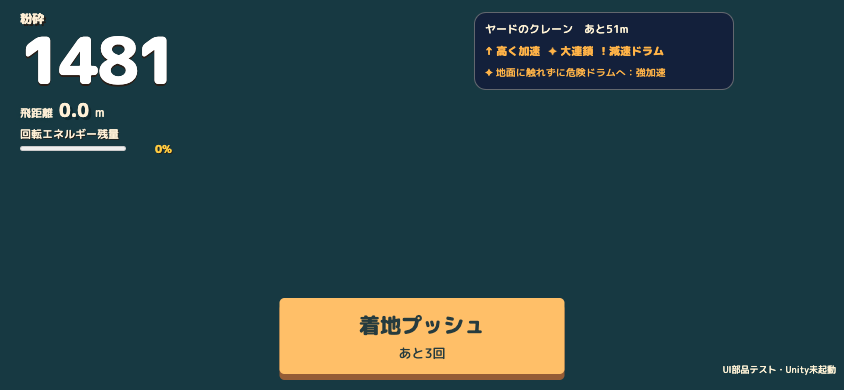 粉砕
1481
飛距離 0.0 m
回転エネルギー残量
0%
ヤードのクレーン あと51m
↑ 高く加速 ✦ 大連鎖 ! 減速ドラム
✦ 地面に触れずに危険ドラムへ：強加速
着地プッシュ
あと3回
UI部品テスト・Unity未起動